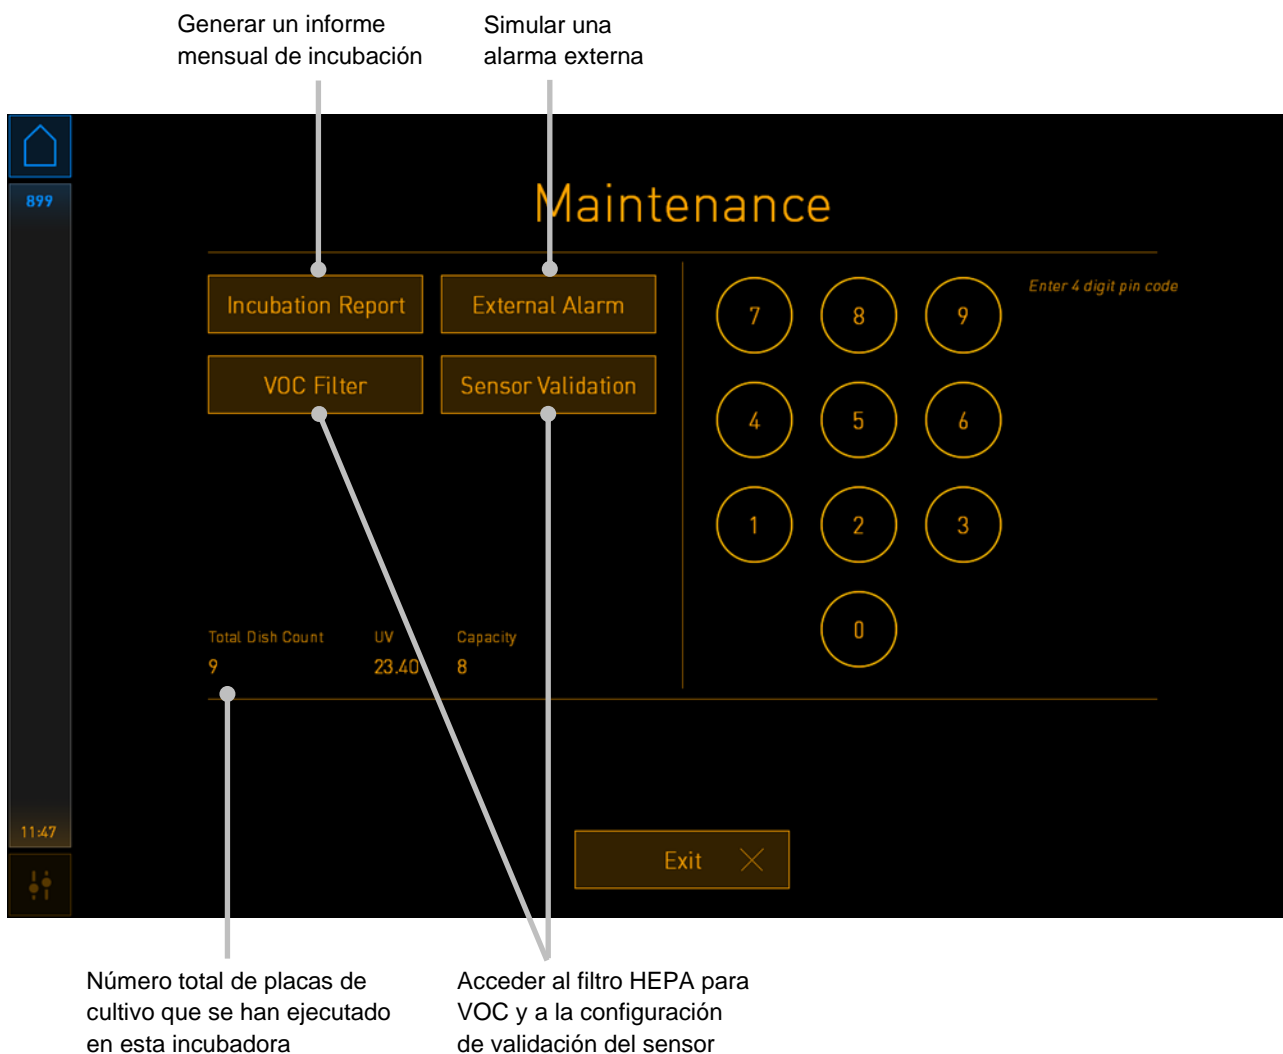 Generar un informe
mensual de incubación
Simular una
alarma externa
899
Maintenance
Incubation Report
External Alarm
VOC Filter
Sensor Validation
7
8
9
Enter 4 digit pin code
4
5
6
1
2
3
0
Total Dish Count
UV
Capacity
9
23.40
8
11:47
Exit
Número total de placas de
cultivo que se han ejecutado
en esta incubadora
Acceder al filtro HEPA para
VOC y a la configuración
de validación del sensor